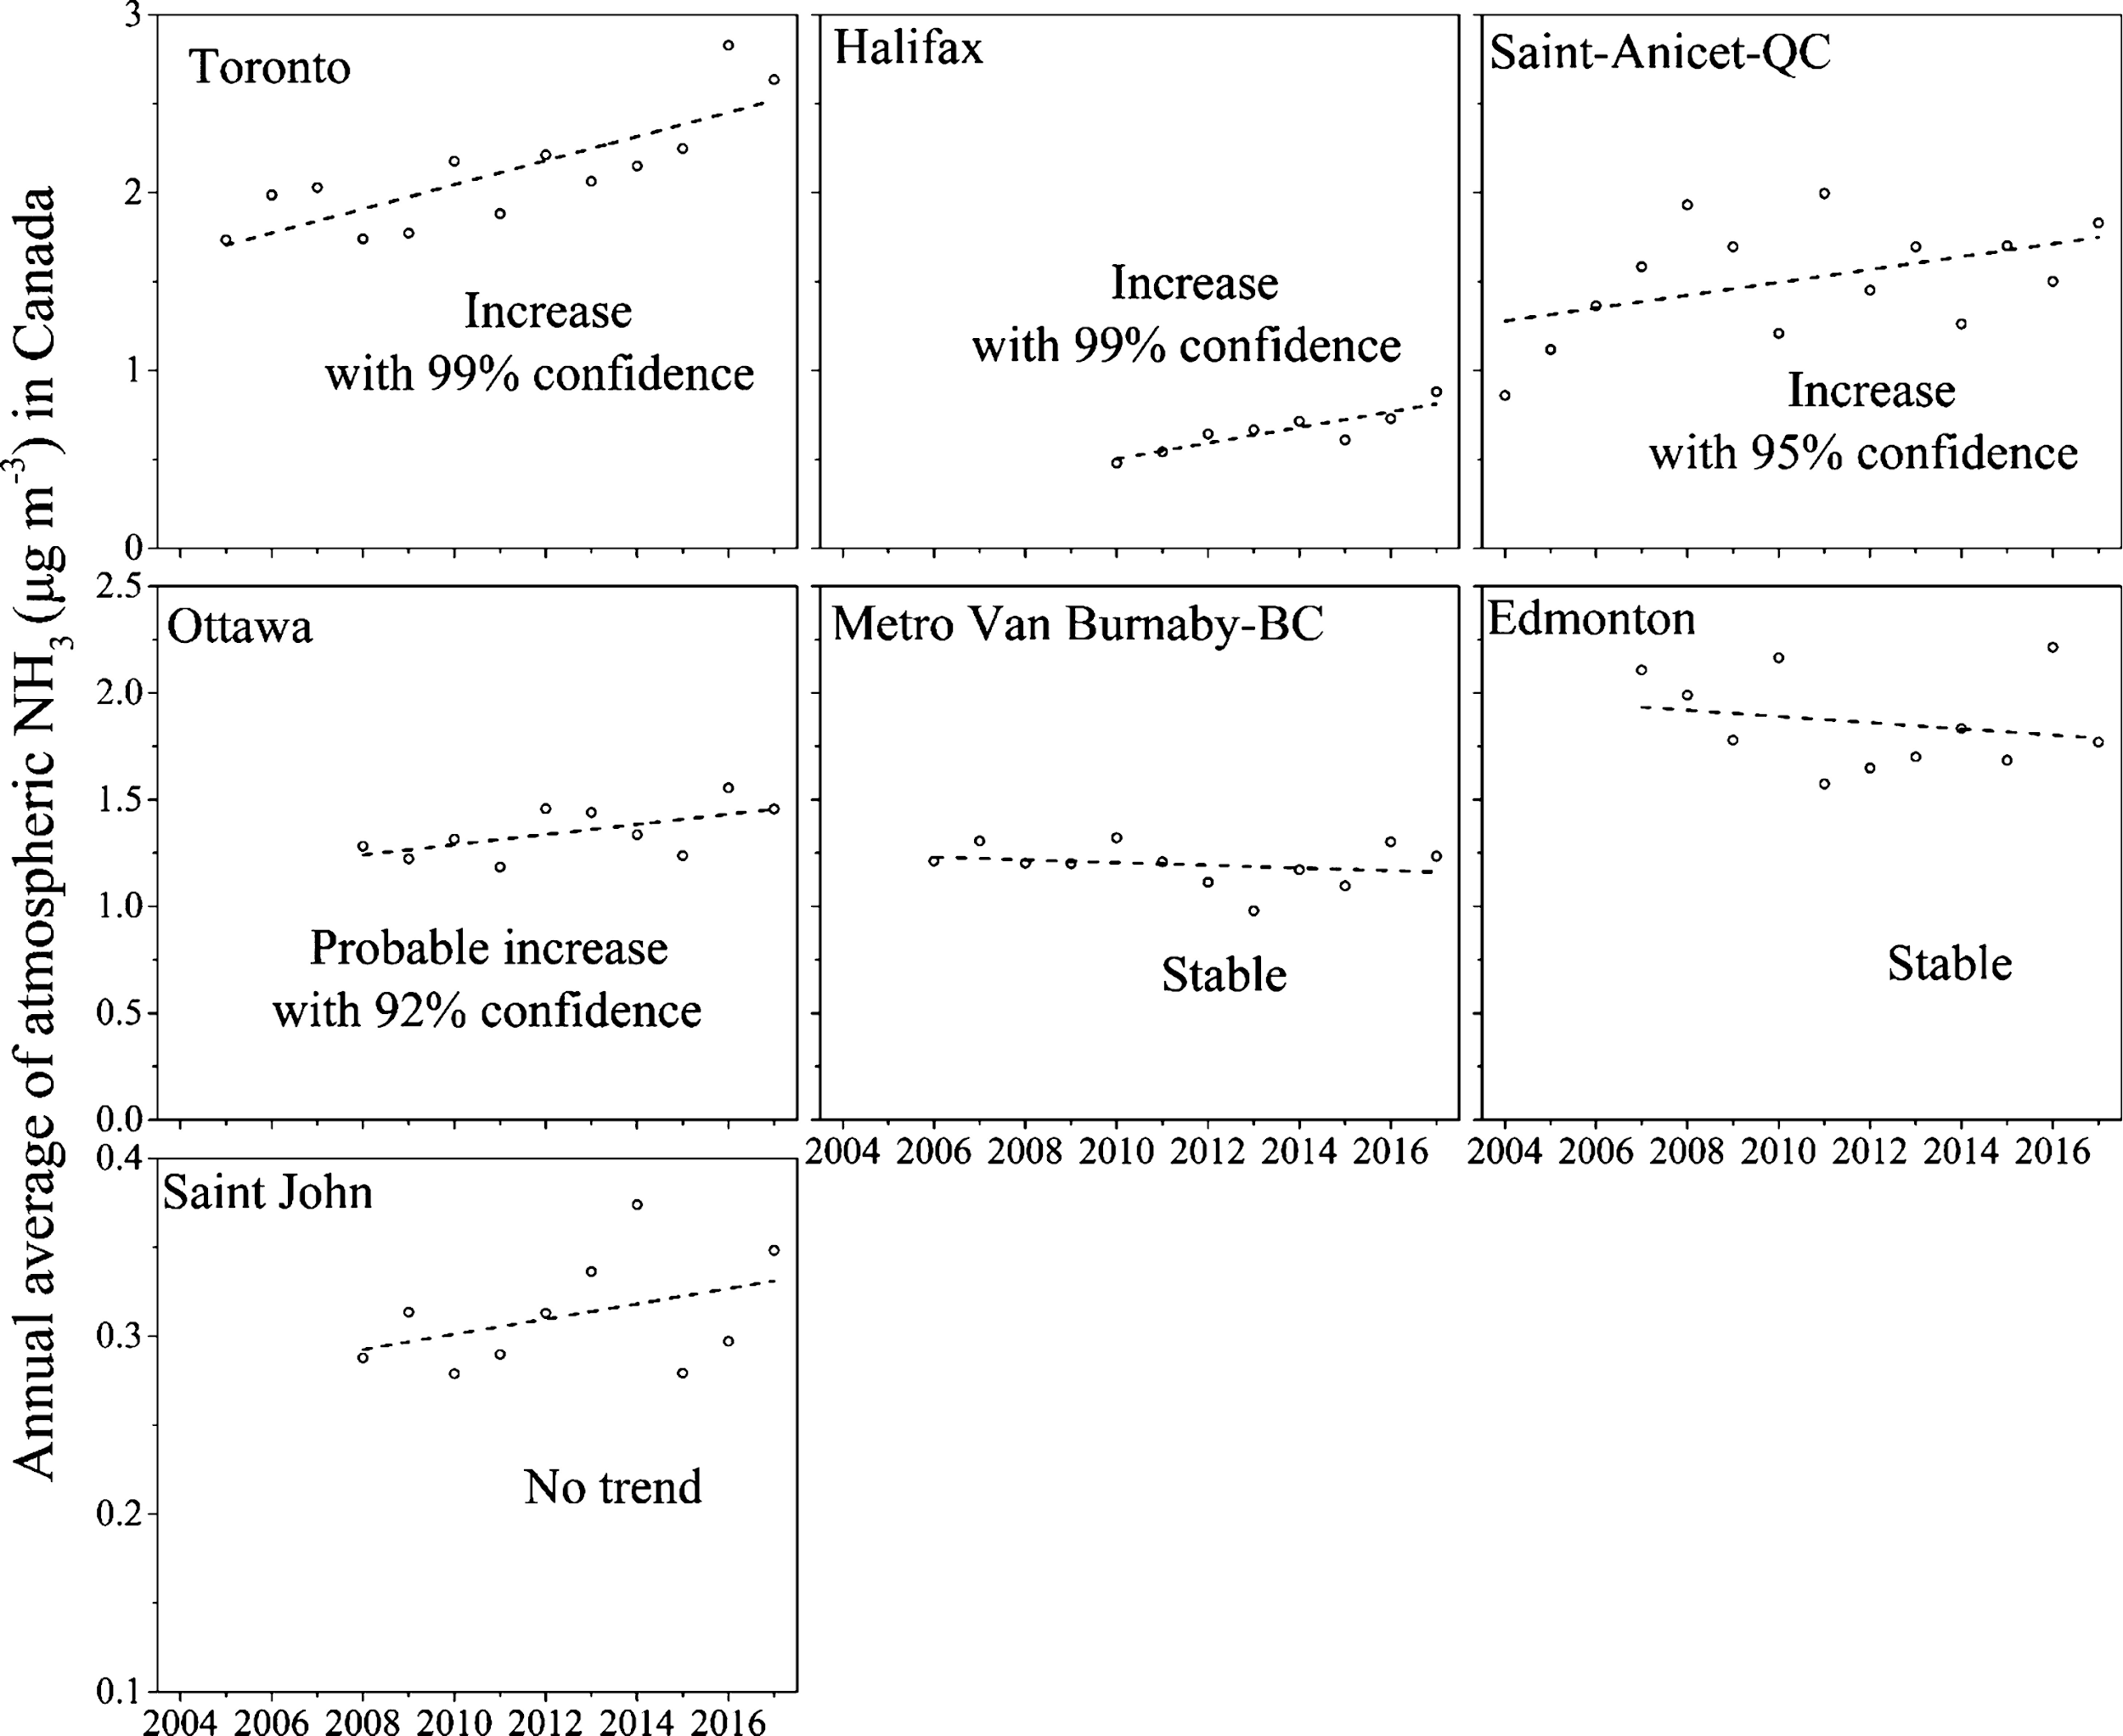 Annual average of atmospheric NH3 (μg m-3) in Canada
3
2
1
0
Toronto
Increase
with 99% confidence
Halifax
Increase
with 99% confidence
Saint-Anicet-QC
Increase
with 95% confidence
2.5
2.0
1.5
1.0
0.5
0.0
Ottawa
Probable increase
with 92% confidence
Metro Van Burnaby-BC
Stable
2004 2006 2008 2010 2012 2014 2016
Edmonton
Stable
2004 2006 2008 2010 2012 2014 2016
0.4
0.3
0.2
0.1
Saint John
No trend
2004 2006 2008 2010 2012 2014 2016